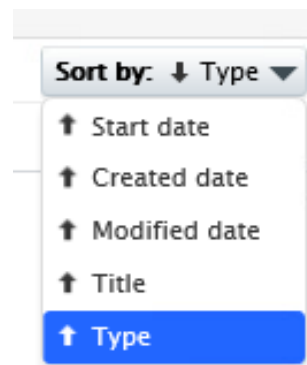 Sort by: ⬇ Type ▼
⬆ Start date
⬆ Created date
⬆ Modified date
⬆ Title
⬆ Type